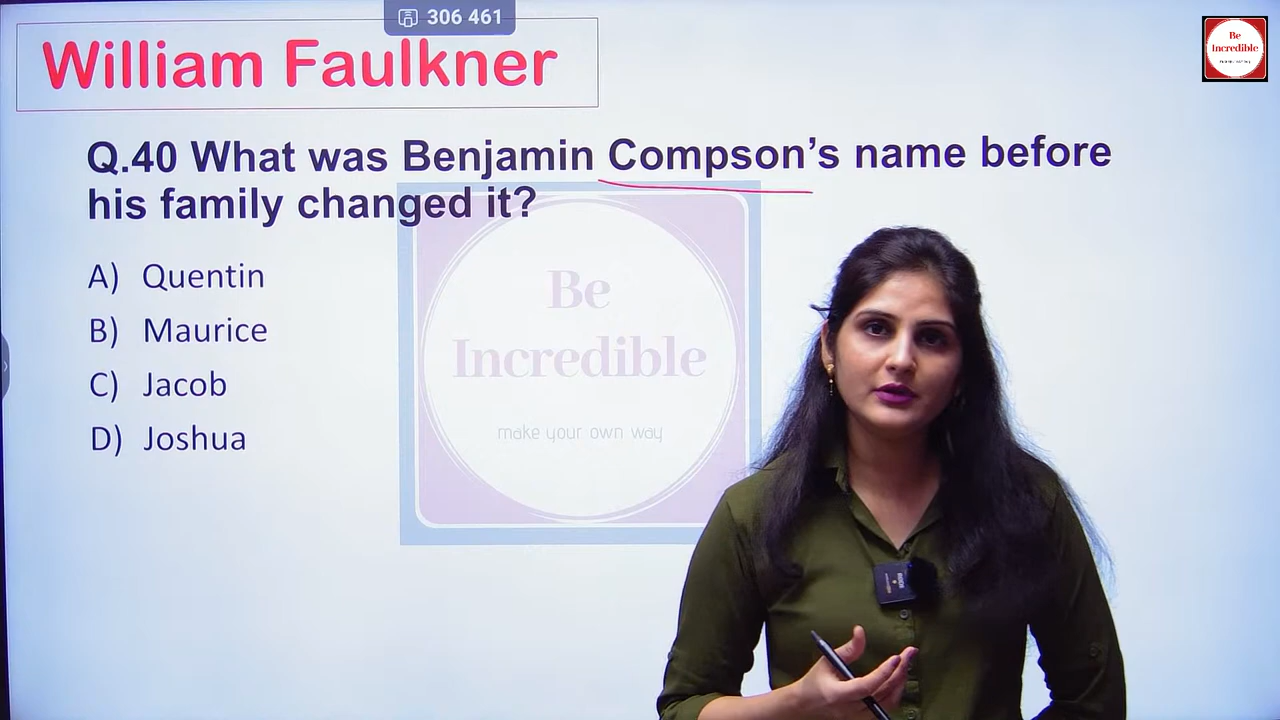 306 461
William Faulkner
Be
Incredible
Q.40 What was Benjamin Compson's name before
his family changed it?
A) Quentin
B) Maurice
C) Jacob
D) Joshua
Be
Incredible
make your own way